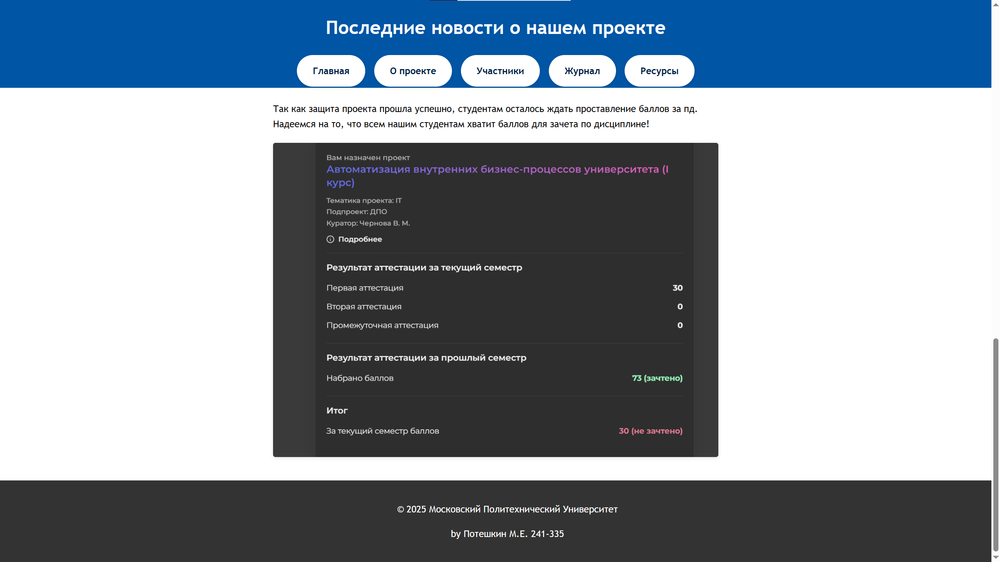 Последние новости о нашем проекте
Главная
О проекте
Участники
Журнал
Ресурсы
Так как защита проекта прошла успешно, студентам осталось ждать проставление баллов за пд.
Надеемся на то, что всем нашим студентам хватит баллов для зачета по дисциплине!
Вам назначен проект
Автоматизация внутренних бизнес-процессов университета (I
курс)
Тематика проекта: IT
Подпроект: ДПО
Куратор: Чернова В. М.
Подробнее
Результат аттестации за текущий семестр
Первая аттестация 30
Вторая аттестация 0
Промежуточная аттестация 0
Результат аттестации за прошлый семестр
Набрано баллов 73 (зачтено)
Итог
За текущий семестр баллов 30 (не зачтено)
© 2025 Московский Политехнический Университет
by Потешкин М.Е. 241-335